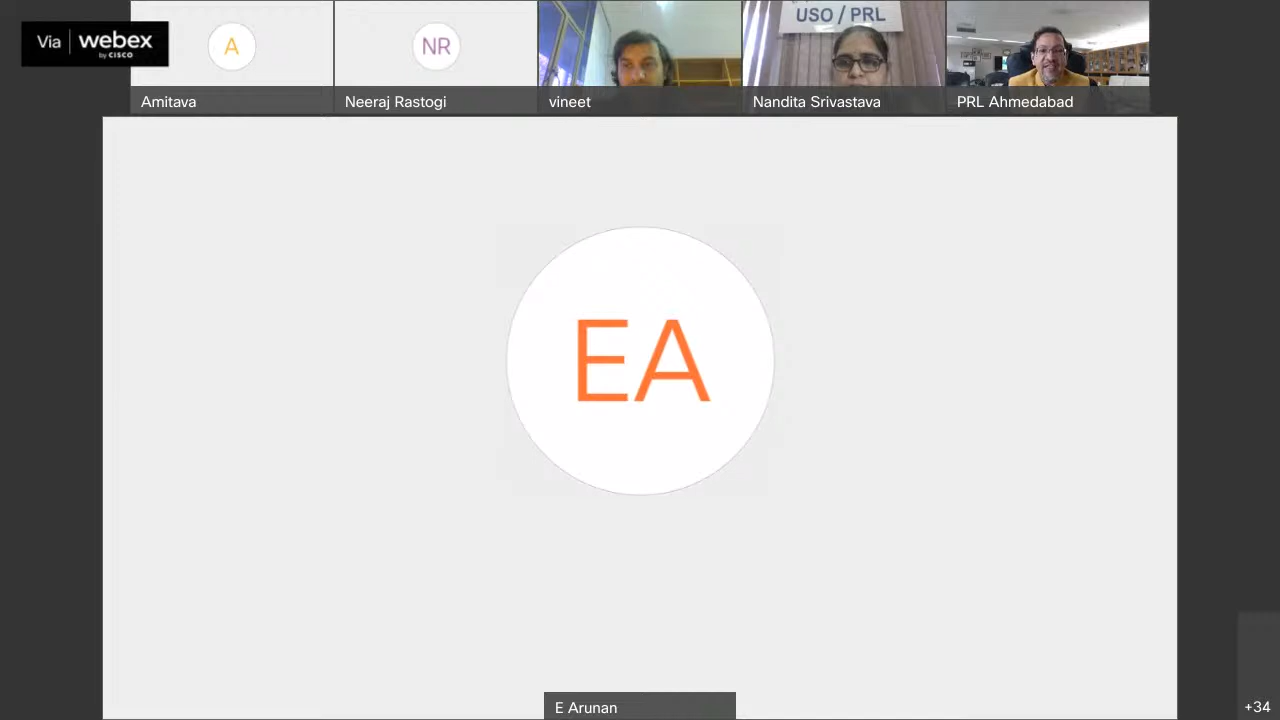 Via webex
by CISCO
A
NR
USO / PRL
Amitava
Neeraj Rastogi
vineet
Nandita Srivastava
PRL Ahmedabad
EA
E Arunan
+34